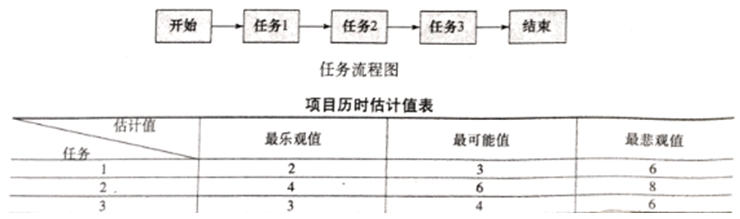 开始 任务1 任务2 任务3 结束
任务流程图
项目历时估计值表
估计值 最乐观值 最可能值 最悲观值
任务
1 2 3 6
2 4 6 8
3 3 4 6